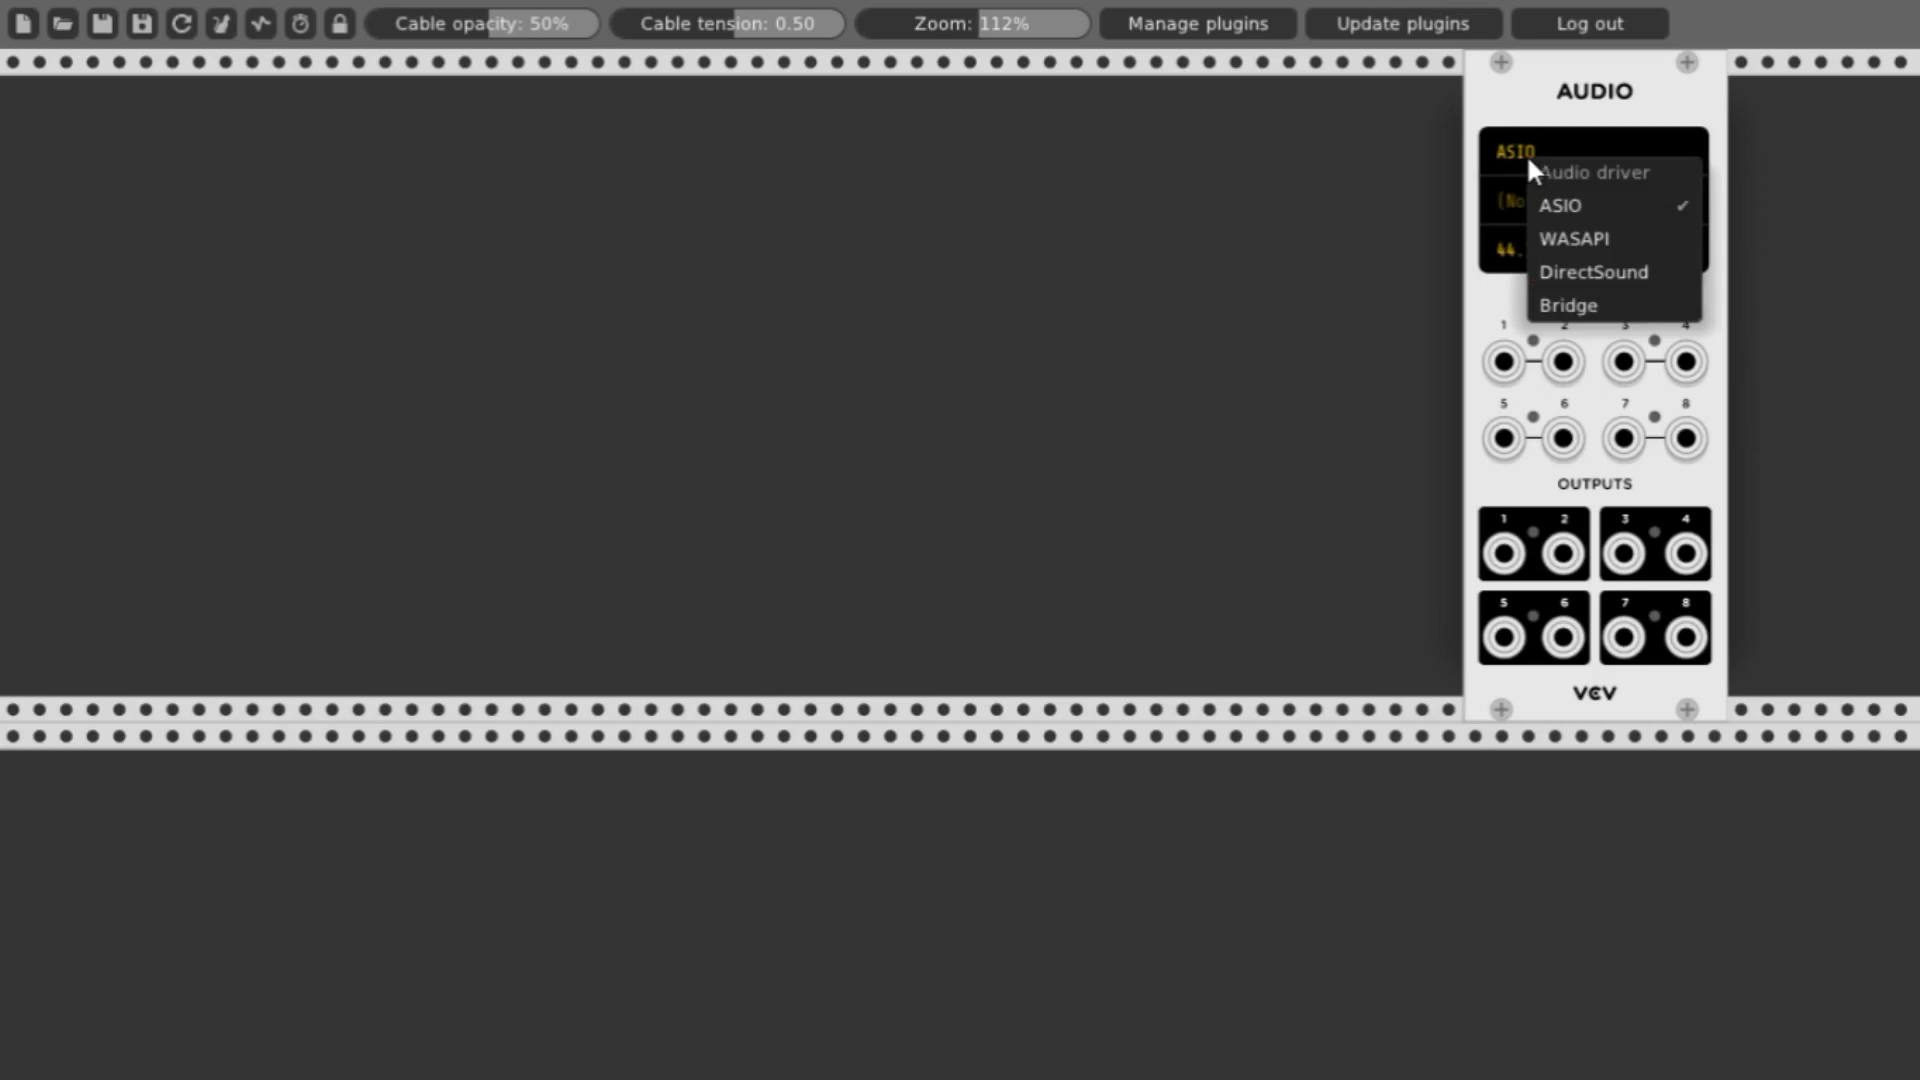 Cable opacity: 50%
Cable tension: 0.50
Zoom: 112%
Manage plugins
Update plugins
Log out
AUDIO
ASIO
Audio driver
(No
ASIO ✔
WASAPI
44.
DirectSound
Bridge
1 2 3 4
5 6 7 8
OUTPUTS
1 2 3 4
5 6 7 8
VCV